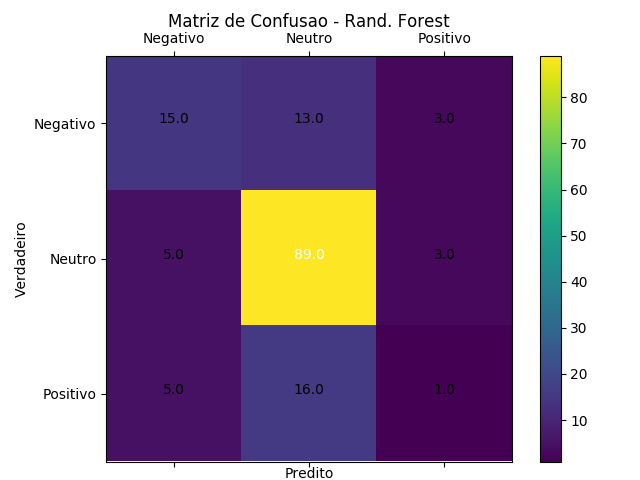 Matriz de Confusao - Rand. Forest
Negativo Neutro Positivo
Negativo 15.0 13.0 3.0
Neutro 5.0 89.0 3.0
Positivo 5.0 16.0 1.0
Verdadeiro
Predito
80
70
60
50
40
30
20
10